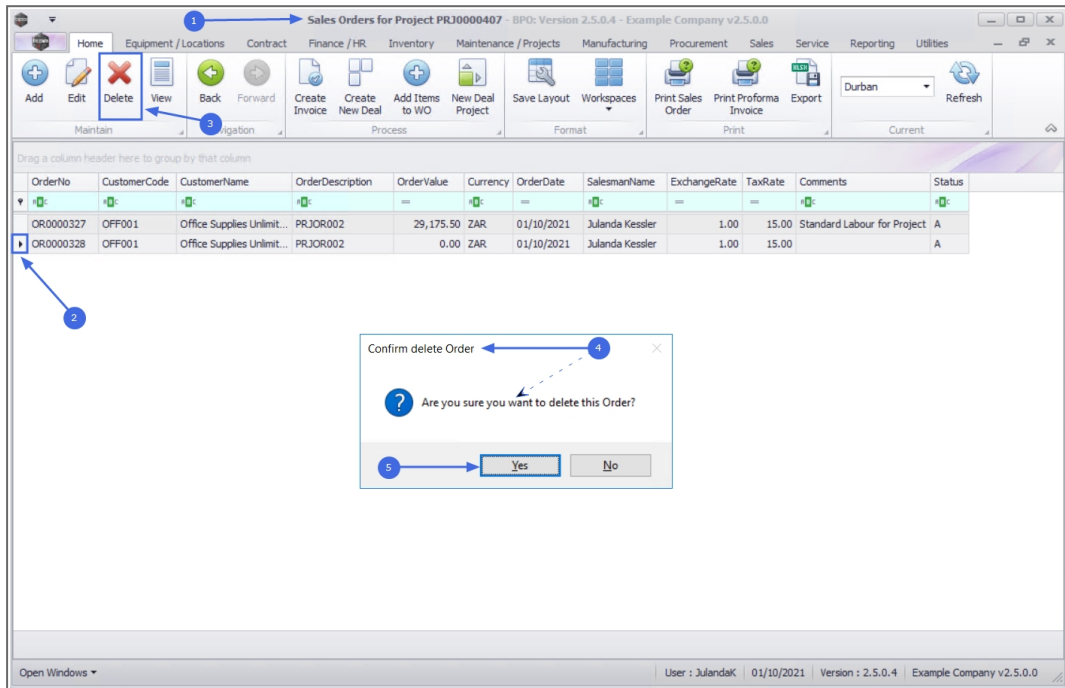 1
Sales Orders for Project PRJ0000407 - BPO: Version 2.5.0.4 - Example Company v2.5.0.0
Home Equipment / Locations Contract Finance / HR Inventory Maintenance / Projects Manufacturing Procurement Sales Service Reporting Utilities
Add Edit Delete View Back Forward Create Invoice Create New Deal Add Items to WO New Deal Project Save Layout Workspaces Print Sales Order Print Proforma Invoice Export Durban Refresh
3
Maintain Process Format Print Current
Drag a column header here to group by that column
OrderNo CustomerCode CustomerName OrderDescription OrderValue Currency OrderDate SalesmanName ExchangeRate TaxRate Comments Status
OR0000327 OFF001 Office Supplies Unlimit... PRJOR002 29,175.50 ZAR 01/10/2021 Julanda Kessler 1.00 15.00 Standard Labour for Project A
OR0000328 OFF001 Office Supplies Unlimit... PRJOR002 0.00 ZAR 01/10/2021 Julanda Kessler 1.00 15.00 A
2
Confirm delete Order 4
Are you sure you want to delete this Order?
5 Yes No
Open Windows User : JulandaK 01/10/2021 Version : 2.5.0.4 Example Company v2.5.0.0